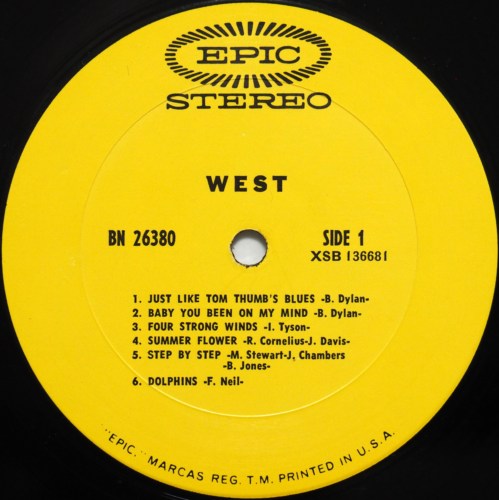 EPIC
STEREO
WEST
BN 26380 SIDE 1
XSB 136681
1. JUST LIKE TOM THUMB'S BLUES -B. Dylan-
2. BABY YOU BEEN ON MY MIND -B. Dylan-
3. FOUR STRONG WINDS -I. Tyson-
4. SUMMER FLOWER -R. Cornelius-J. Davis-
5. STEP BY STEP -M. Stewart-J. Chambers
-B. Jones-
6. DOLPHINS -F. Neil-
"EPIC," MARCAS REG. T.M. PRINTED IN U.S.A.